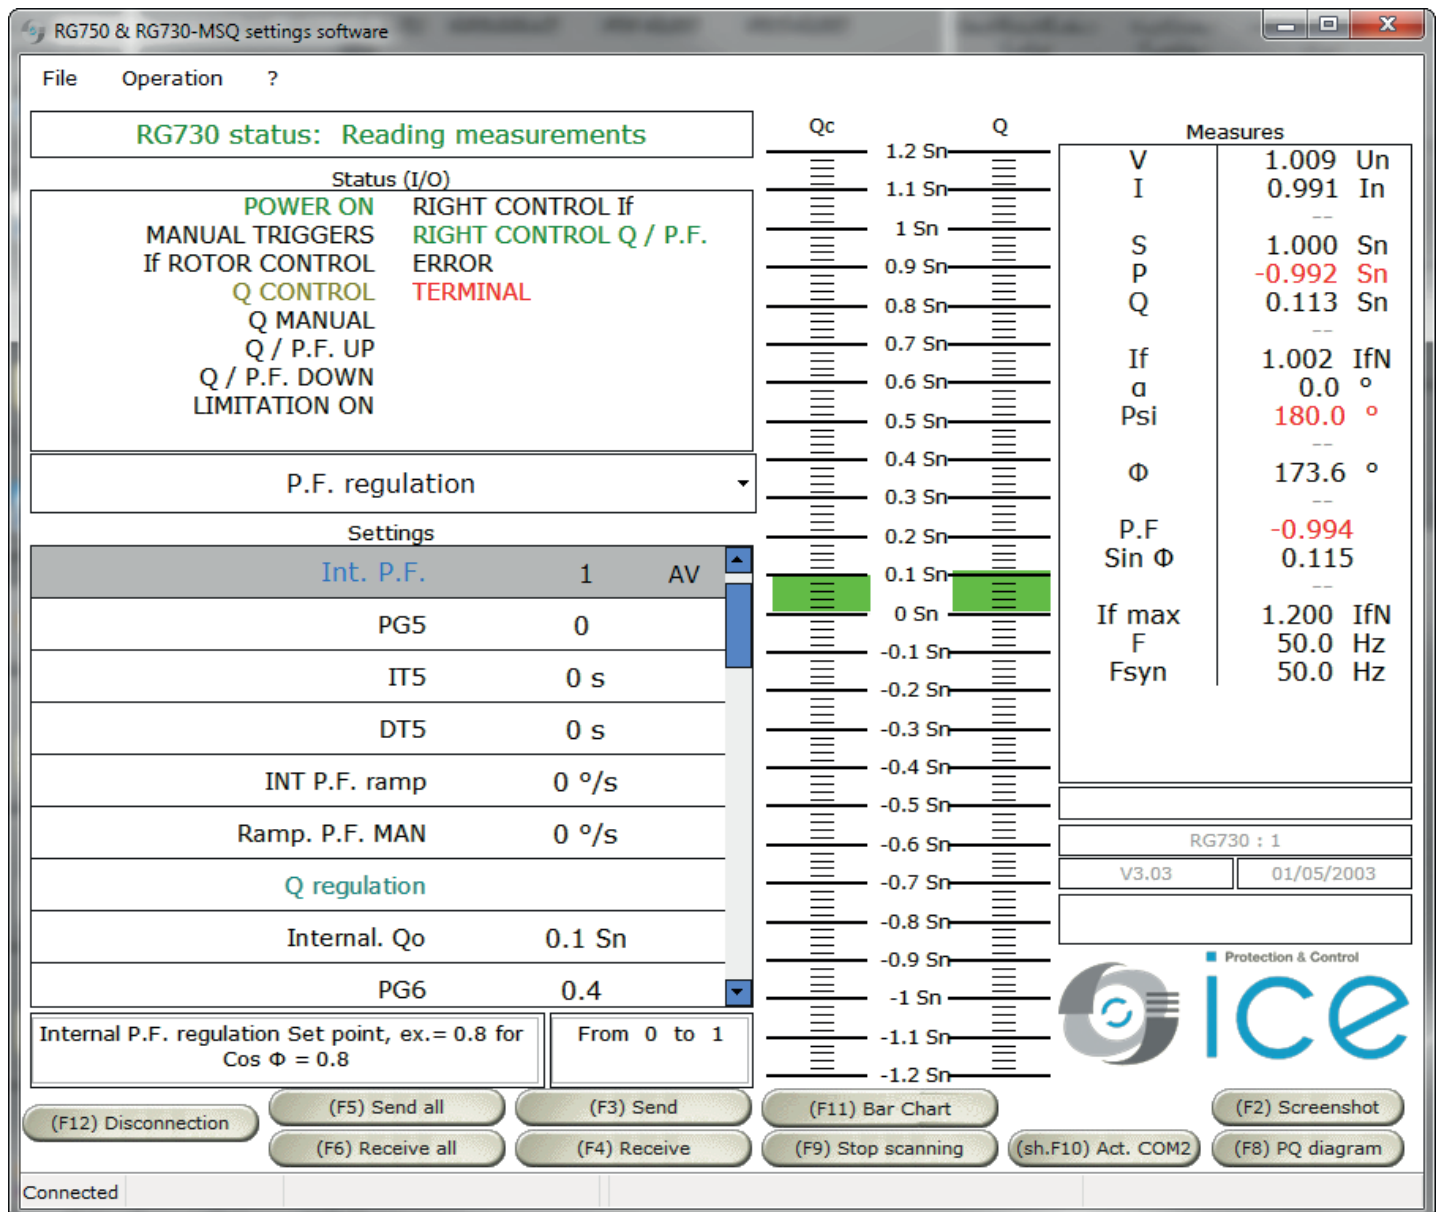 RG750 & RG730-MSQ settings software
File Operation ?
RG730 status: Reading measurements
Status (I/O)
POWER ON RIGHT CONTROL If
MANUAL TRIGGERS RIGHT CONTROL Q / P.F.
If ROTOR CONTROL ERROR
Q CONTROL TERMINAL
Q MANUAL
Q / P.F. UP
Q / P.F. DOWN
LIMITATION ON
P.F. regulation
Settings
Int. P.F. 1 AV
PG5 0
IT5 0 s
DT5 0 s
INT P.F. ramp 0 °/s
Ramp. P.F. MAN 0 °/s
Q regulation
Internal. Qo 0.1 Sn
PG6 0.4
Internal P.F. regulation Set point, ex.= 0.8 for
Cos Φ = 0.8
From 0 to 1
Qc Q
1.2 Sn
1.1 Sn
1 Sn
0.9 Sn
0.8 Sn
0.7 Sn
0.6 Sn
0.5 Sn
0.4 Sn
0.3 Sn
0.2 Sn
0.1 Sn
0 Sn
-0.1 Sn
-0.2 Sn
-0.3 Sn
-0.4 Sn
-0.5 Sn
-0.6 Sn
-0.7 Sn
-0.8 Sn
-0.9 Sn
-1 Sn
-1.1 Sn
-1.2 Sn
Measures
V 1.009 Un
I 0.991 In
--
S 1.000 Sn
P -0.992 Sn
Q 0.113 Sn
--
If 1.002 IfN
α 0.0 °
Psi 180.0 °
--
Φ 173.6 °
--
P.F -0.994
Sin Φ 0.115
--
If max 1.200 IfN
F 50.0 Hz
Fsyn 50.0 Hz
RG730 : 1
V3.03 01/05/2003
Protection & Control
ice
(F12) Disconnection
(F5) Send all
(F3) Send
(F11) Bar Chart
(F2) Screenshot
(F6) Receive all
(F4) Receive
(F9) Stop scanning
(sh.F10) Act. COM2
(F8) PQ diagram
Connected